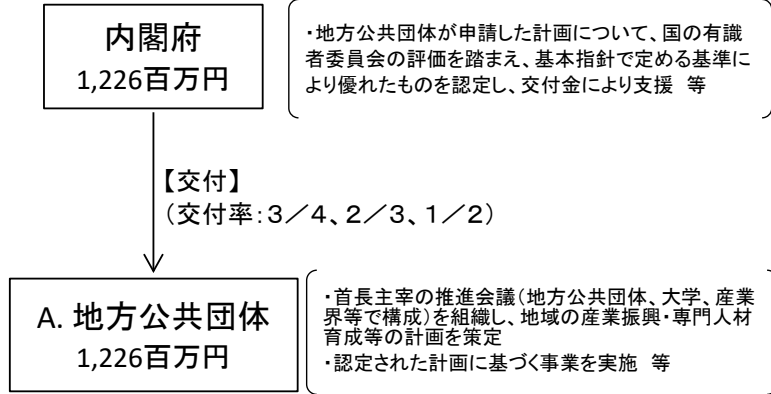 内閣府
1,226百万円
・地方公共団体が申請した計画について、国の有識
者委員会の評価を踏まえ、基本指針で定める基準に
より優れたものを認定し、交付金により支援 等
【交付】
(交付率:3/4、2/3、1/2)
A. 地方公共団体
1,226百万円
・首長主宰の推進会議(地方公共団体、大学、産業
界等で構成)を組織し、地域の産業振興・専門人材
育成等の計画を策定
・認定された計画に基づく事業を実施 等